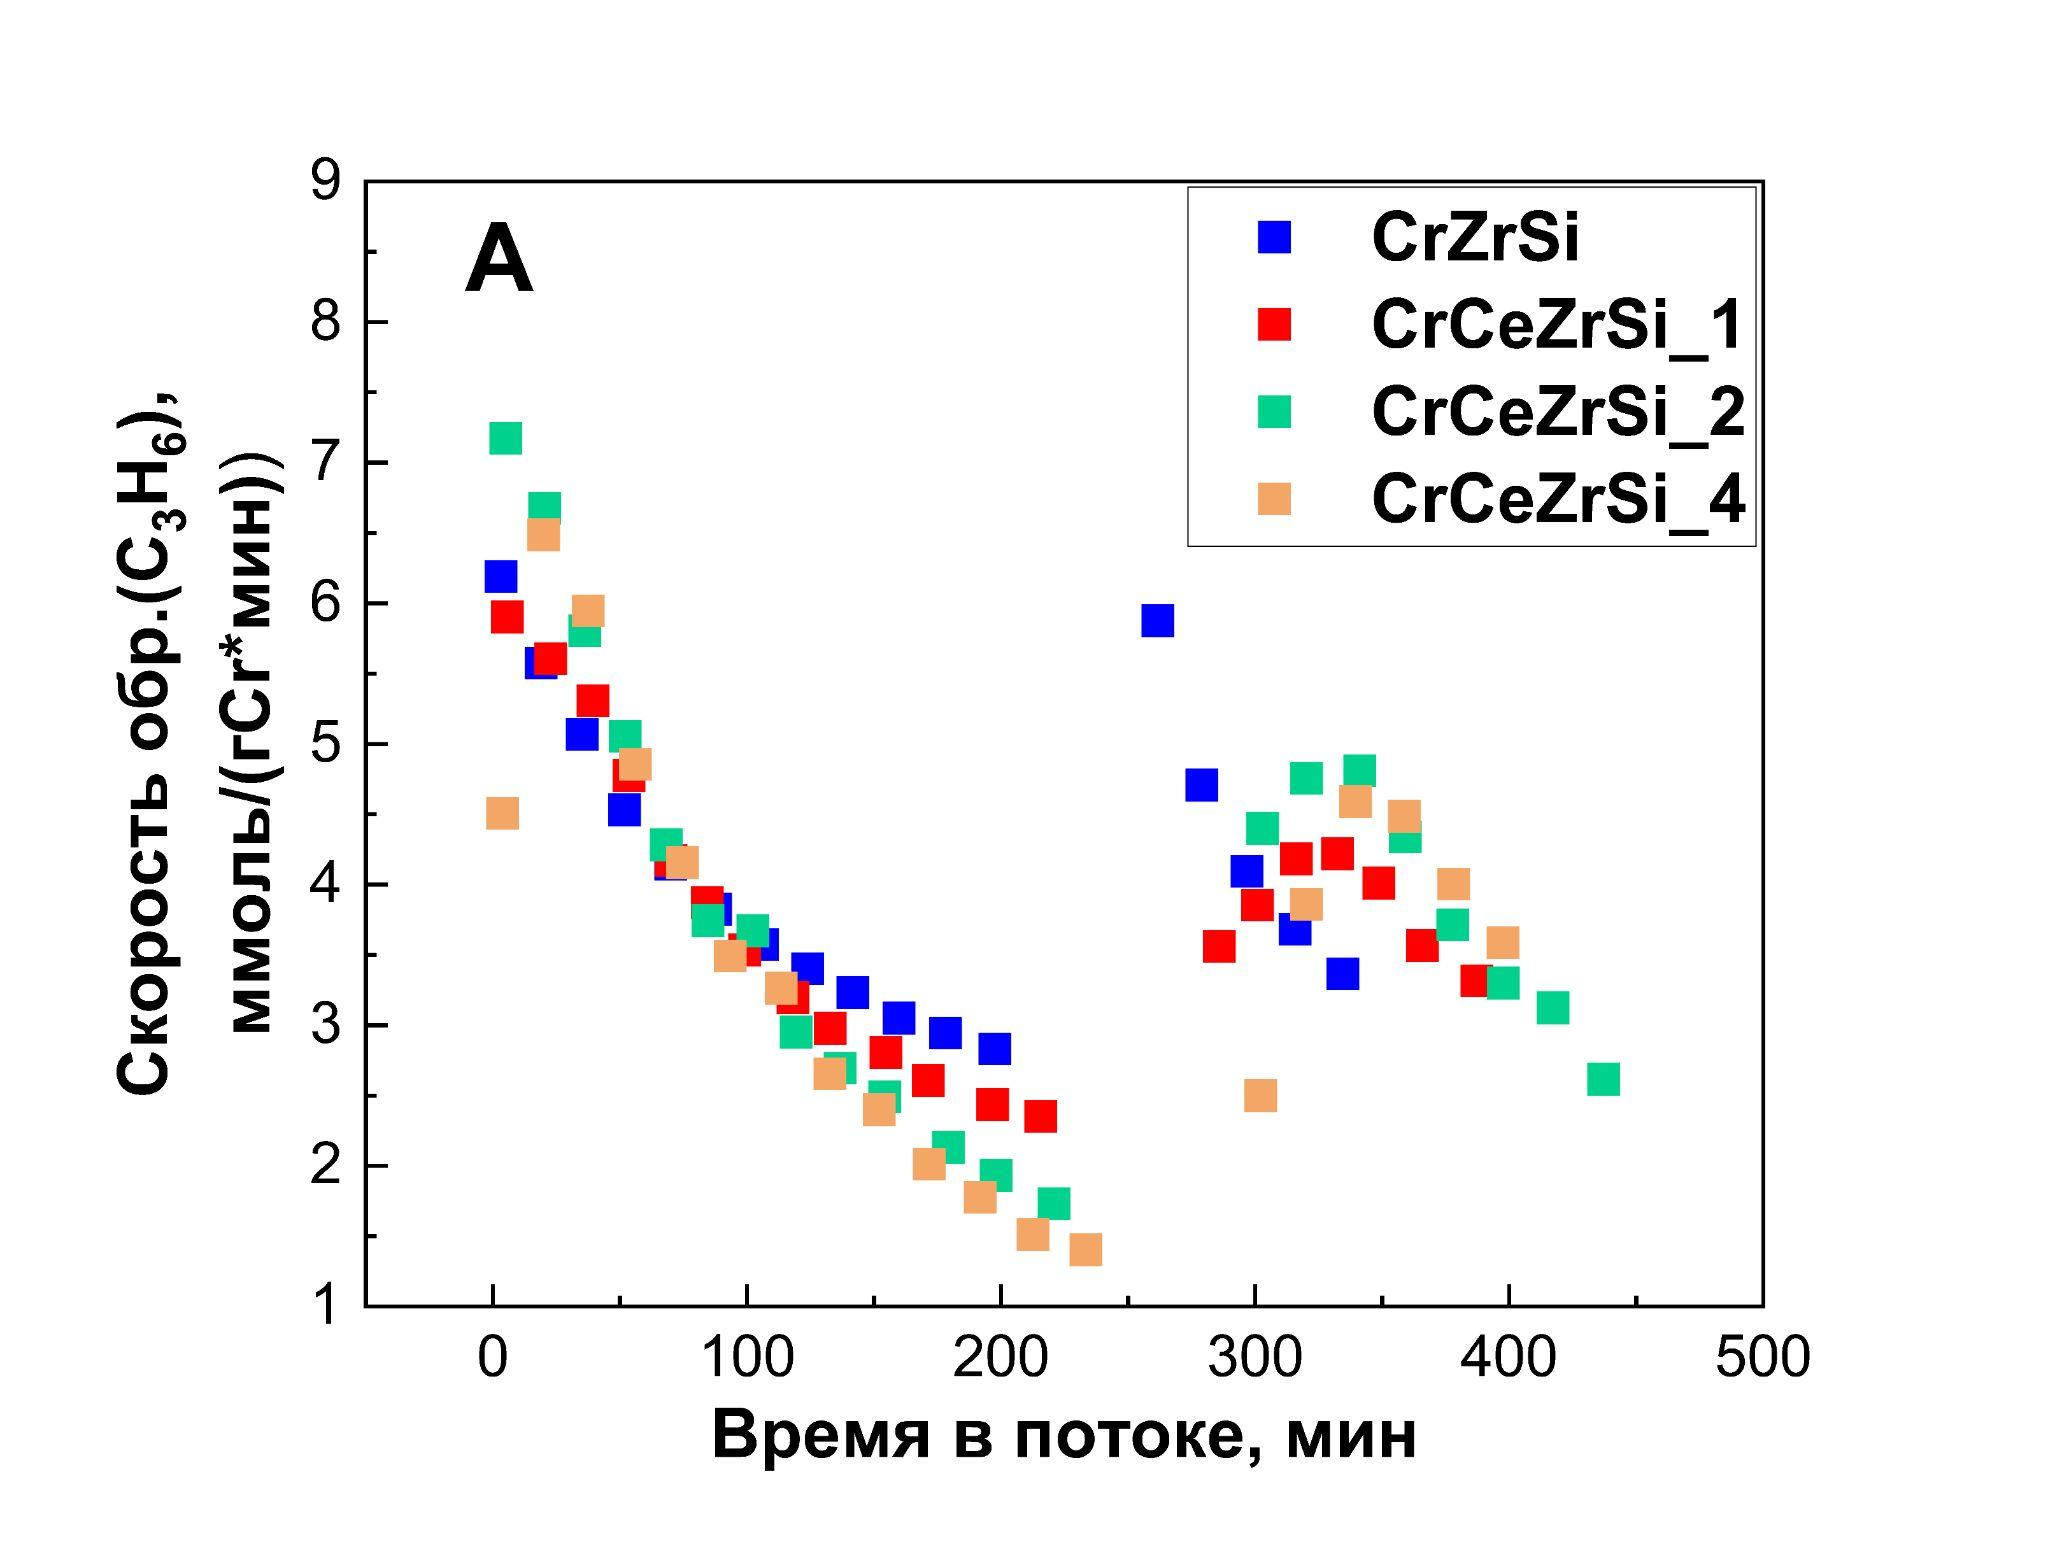 A
CrZrSi
CrCeZrSi_1
CrCeZrSi_2
CrCeZrSi_4
Скорость обр.(C₃H₆),
ммоль/(гCr*мин))
9
8
7
6
5
4
3
2
1
0 100 200 300 400 500
Время в потоке, мин